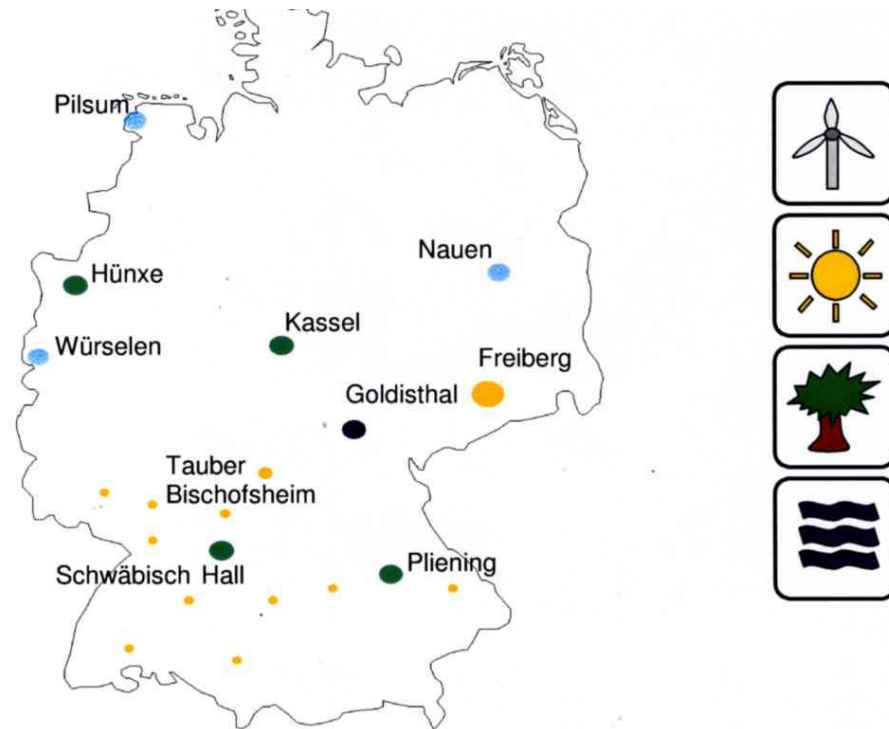 Pilsum
Nauen
Hünxe
Kassel
Würselen
Freiberg
Goldisthal
Tauber
Bischofsheim
Schwäbisch Hall
Pliening